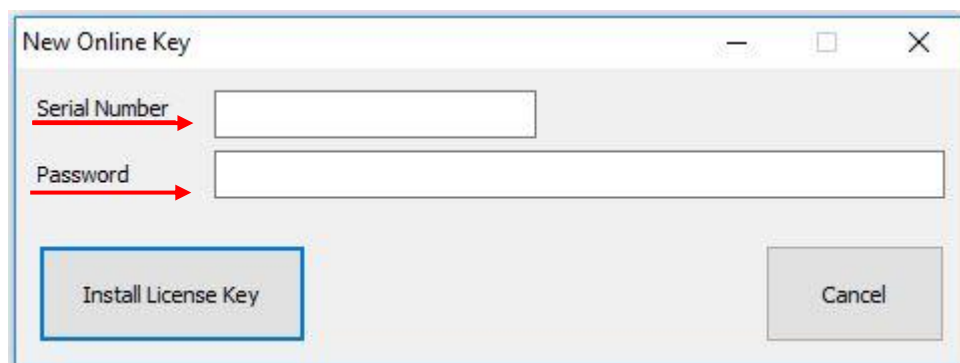 New Online Key
Serial Number
Password
Install License Key
Cancel